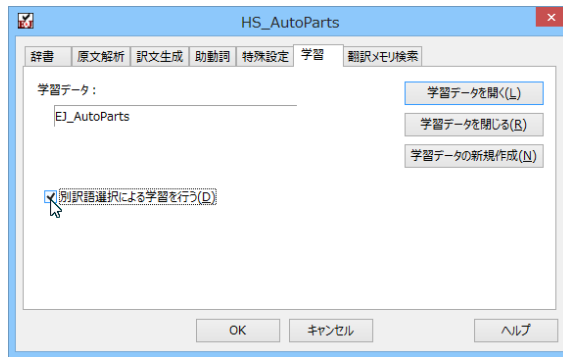 HS_AutoParts
辞書 原文解析 訳文生成 助動詞 特殊設定 学習 翻訳メモリ検索
学習データ:
EJ_AutoParts
学習データを開く(L)
学習データを閉じる(R)
学習データの新規作成(N)
別訳語選択による学習を行う(D)
OK キャンセル ヘルプ